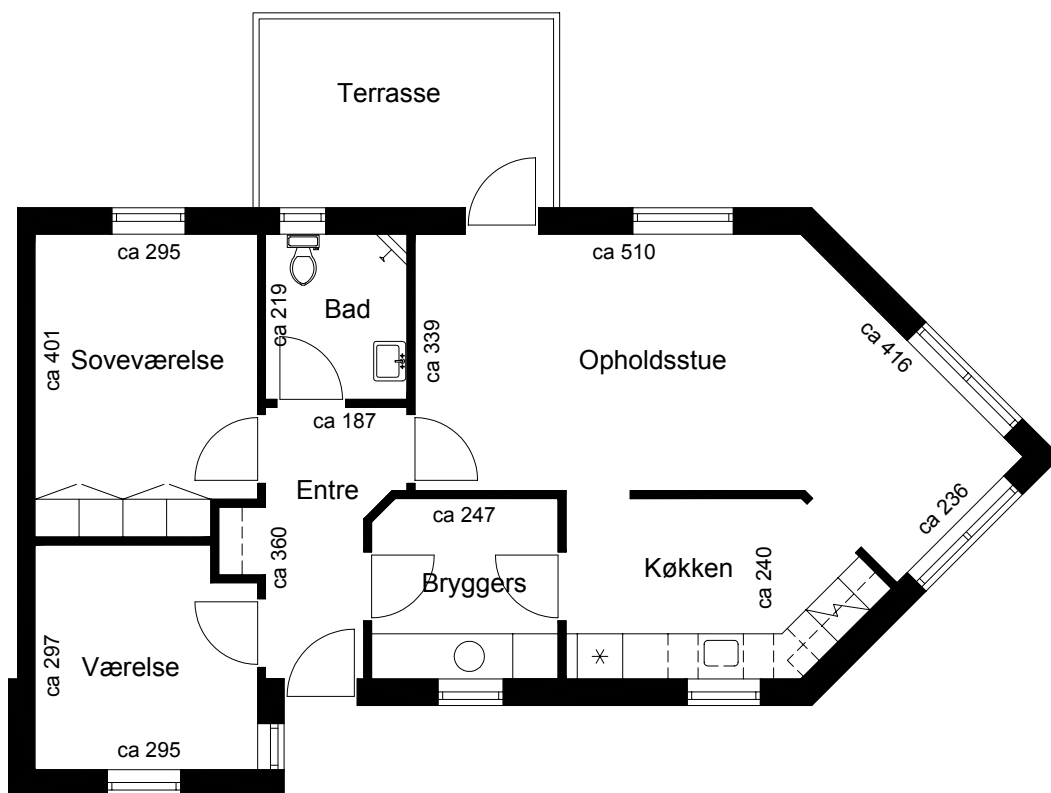 Terrasse
ca 295
ca 510
ca 219
Bad
ca 401
Soveværelse
ca 339
Opholdsstue
ca 416
ca 187
Entre
ca 247
ca 236
ca 360
Bryggers
Køkken
ca 240
ca 297
Værelse
ca 295